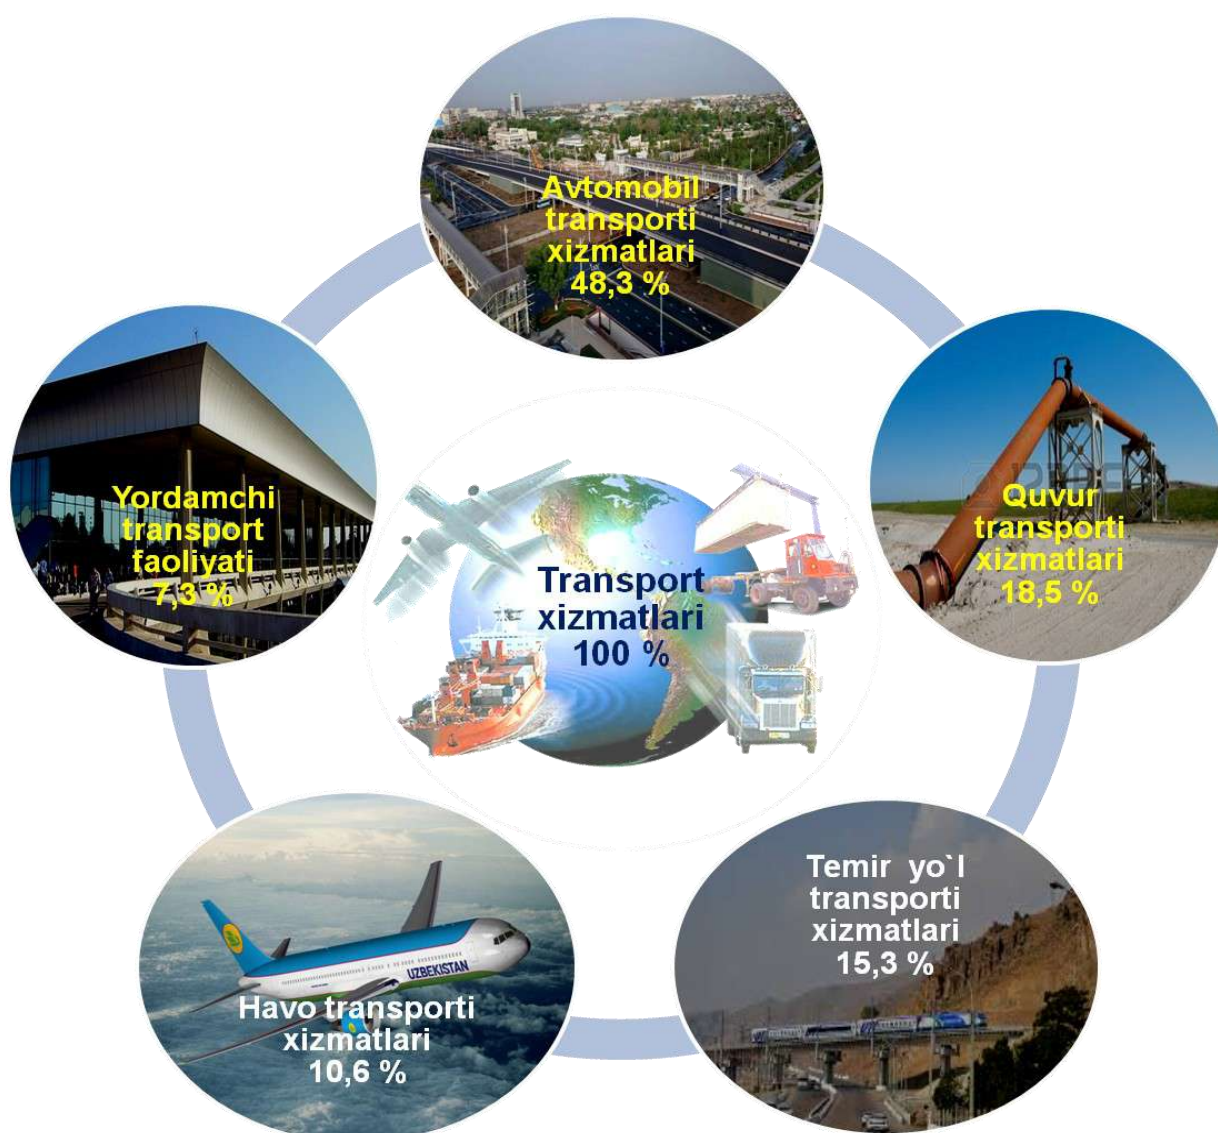 Avtomobil
transporti
xizmatlari
48,3 %
Yordamchi
transport
faoliyati
7,3 %
Quvur
transporti
xizmatlari
18,5 %
Transport
xizmatlari
100 %
Temir yo`l
transporti
xizmatlari
15,3 %
UZBEKISTAN
Havo transporti
xizmatlari
10,6 %